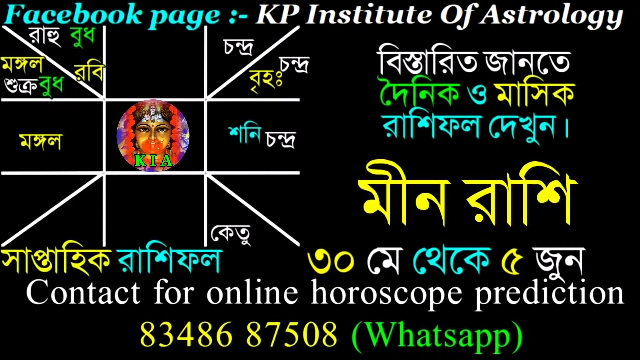 Facebook page :- KP Institute Of Astrology
রাহু বুধ
মঙ্গল রবি
শুক্র বুধ
চন্দ্র
চন্দ্র
বৃহঃ
মঙ্গল
KIA
শনি চন্দ্র
কেতু
বিস্তারিত জানতে
দৈনিক ও মাসিক
রাশিফল দেখুন।
মীন রাশি
সাপ্তাহিক রাশিফল
৩০ মে থেকে ৫ জুন
Contact for online horoscope prediction
83486 87508 (Whatsapp)